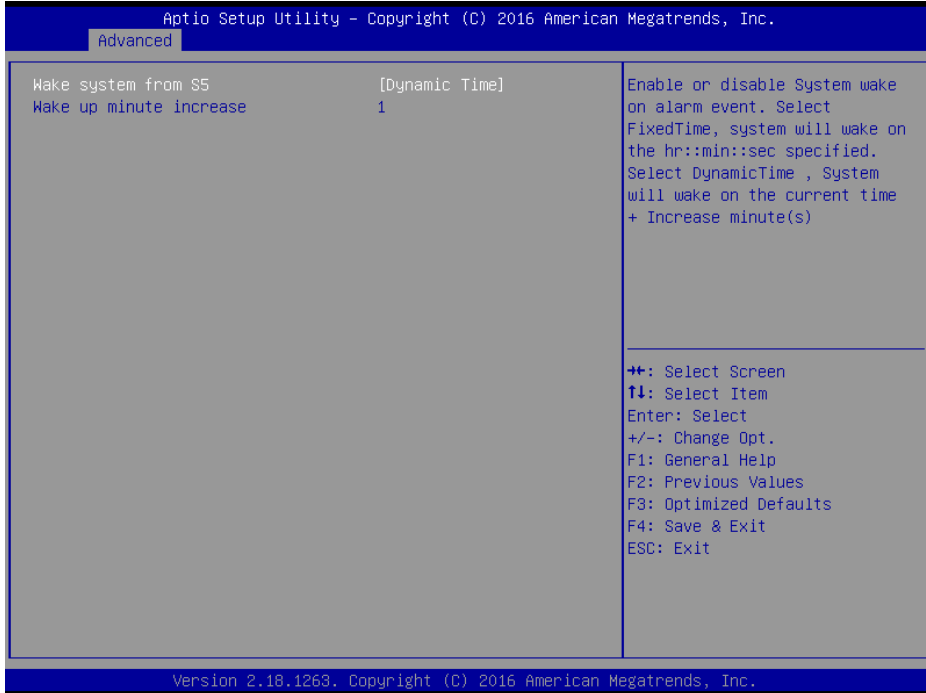 Aptio Setup Utility – Copyright (C) 2016 American Megatrends, Inc.
Advanced
Wake system from S5 [Dynamic Time]
Wake up minute increase 1
Enable or disable System wake
on alarm event. Select
FixedTime, system will wake on
the hr::min::sec specified.
Select DynamicTime , System
will wake on the current time
+ Increase minute(s)
→←: Select Screen
↑↓: Select Item
Enter: Select
+/-: Change Opt.
F1: General Help
F2: Previous Values
F3: Optimized Defaults
F4: Save & Exit
ESC: Exit
Version 2.18.1263. Copyright (C) 2016 American Megatrends, Inc.